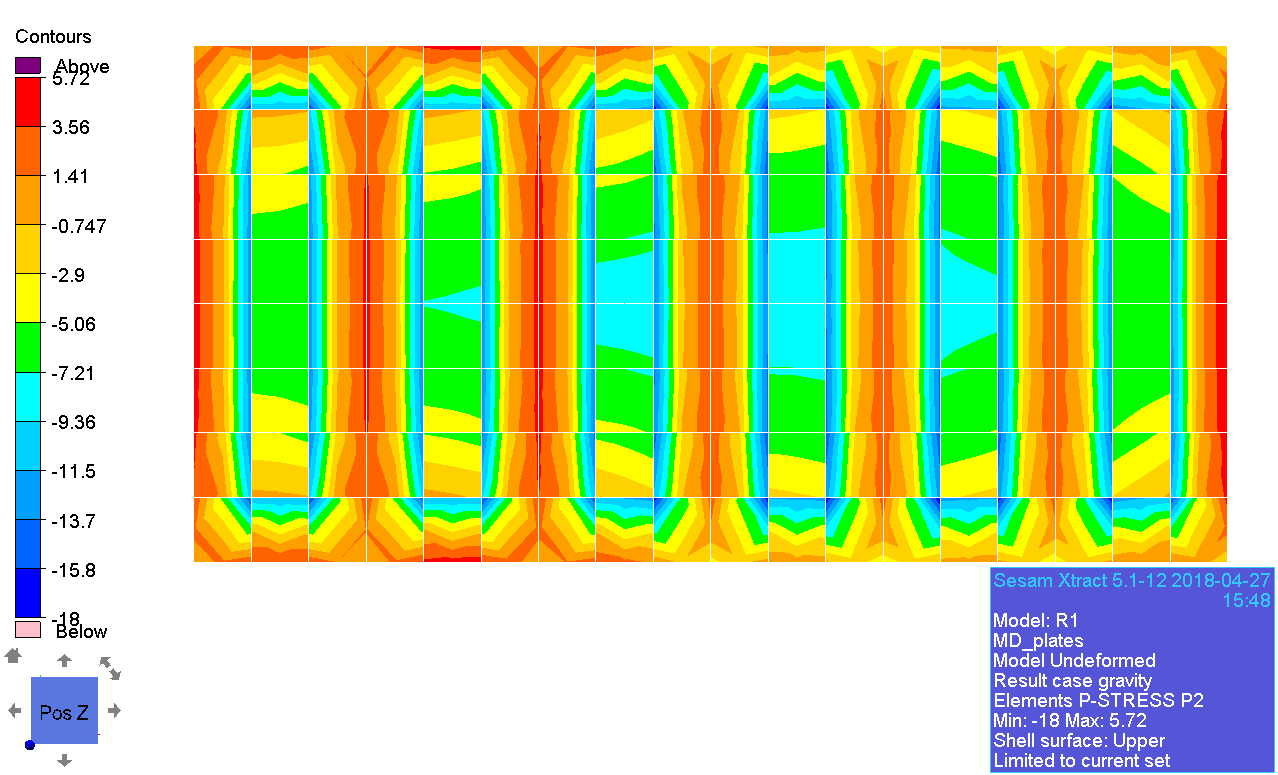 Contours
Above
5.72
3.56
1.41
-0.747
-2.9
-5.06
-7.21
-9.36
-11.5
-13.7
-15.8
-18
Below
Pos Z
Sesam Xtract 5.1-12 2018-04-27
15:48
Model: R1
MD_plates
Model Undeformed
Result case gravity
Elements P-STRESS P2
Min: -18 Max: 5.72
Shell surface: Upper
Limited to current set